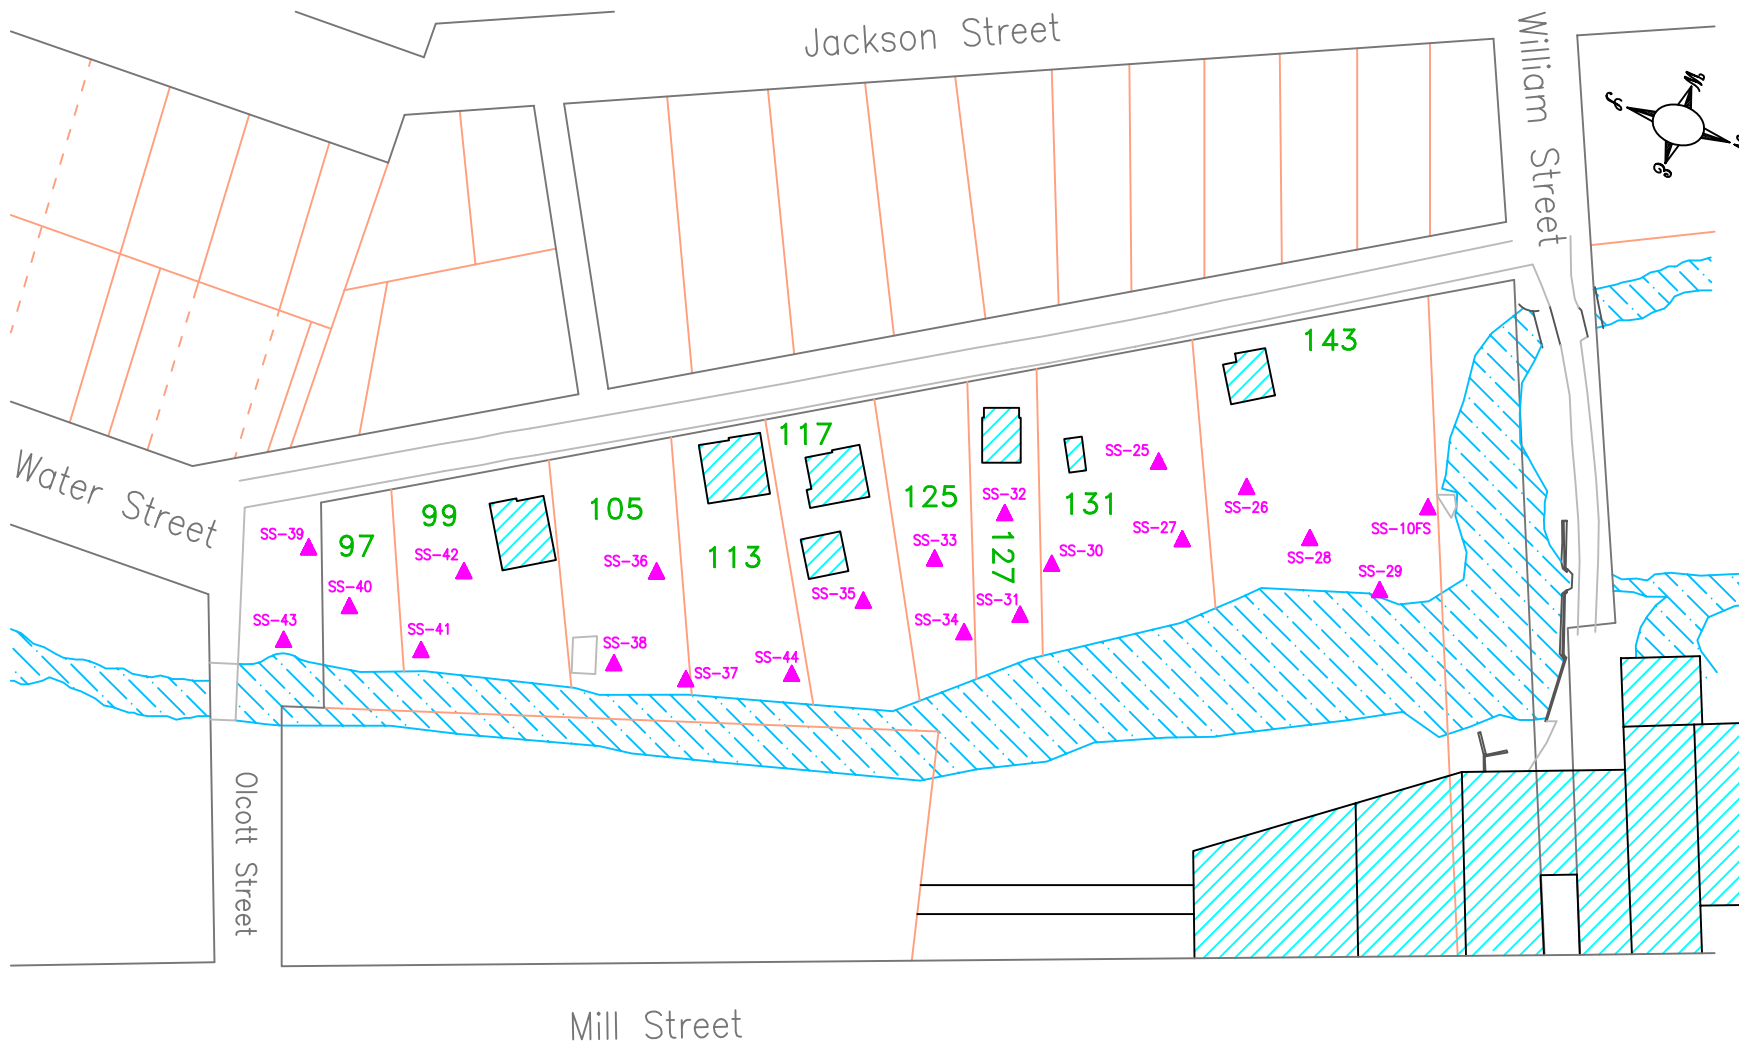 Jackson Street
William Street
N
143
117
SS-25
Water Street
99
105
125
SS-32
131
SS-26
SS-10FS
SS-39
97
SS-42
SS-36
113
SS-33
127
SS-30
SS-27
SS-28
SS-40
SS-35
SS-31
SS-29
SS-43
SS-41
SS-38
SS-37
SS-44
SS-34
Olcott Street
Mill Street